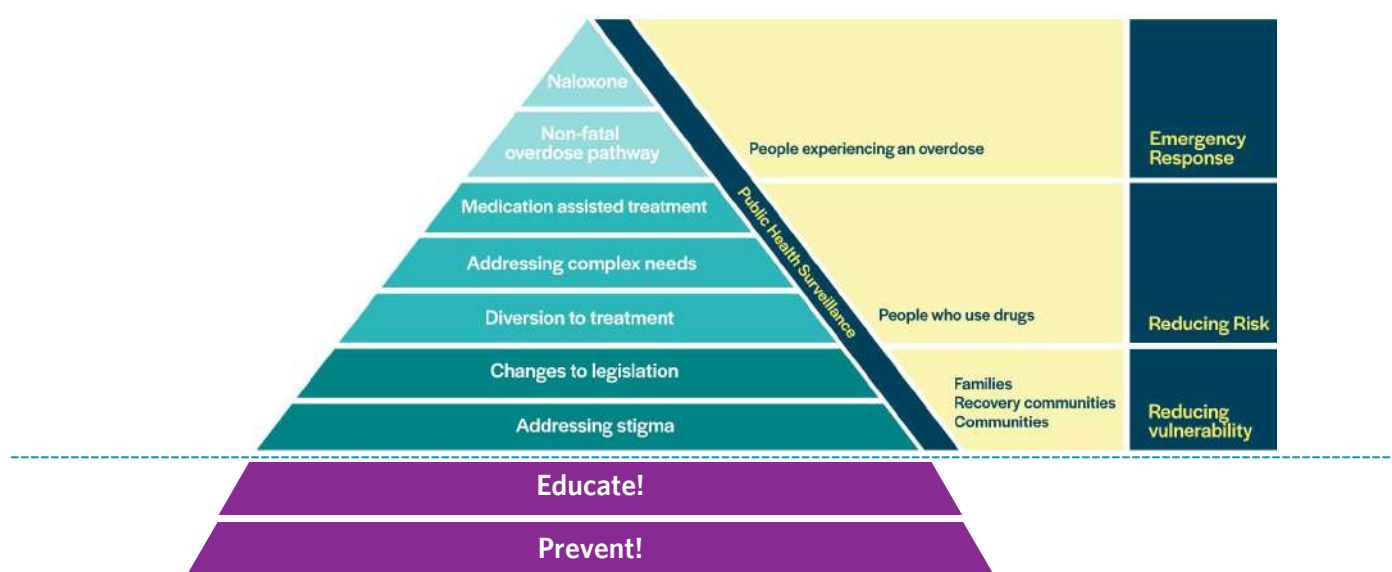 Naloxone
Non-fatal
overdose pathway
People experiencing an overdose
Emergency
Response
Medication assisted treatment
Public Health Surveillance
Addressing complex needs
Diversion to treatment
People who use drugs
Reducing Risk
Changes to legislation
Families
Recovery communities
Communities
Reducing
vulnerability
Addressing stigma
Educate!
Prevent!